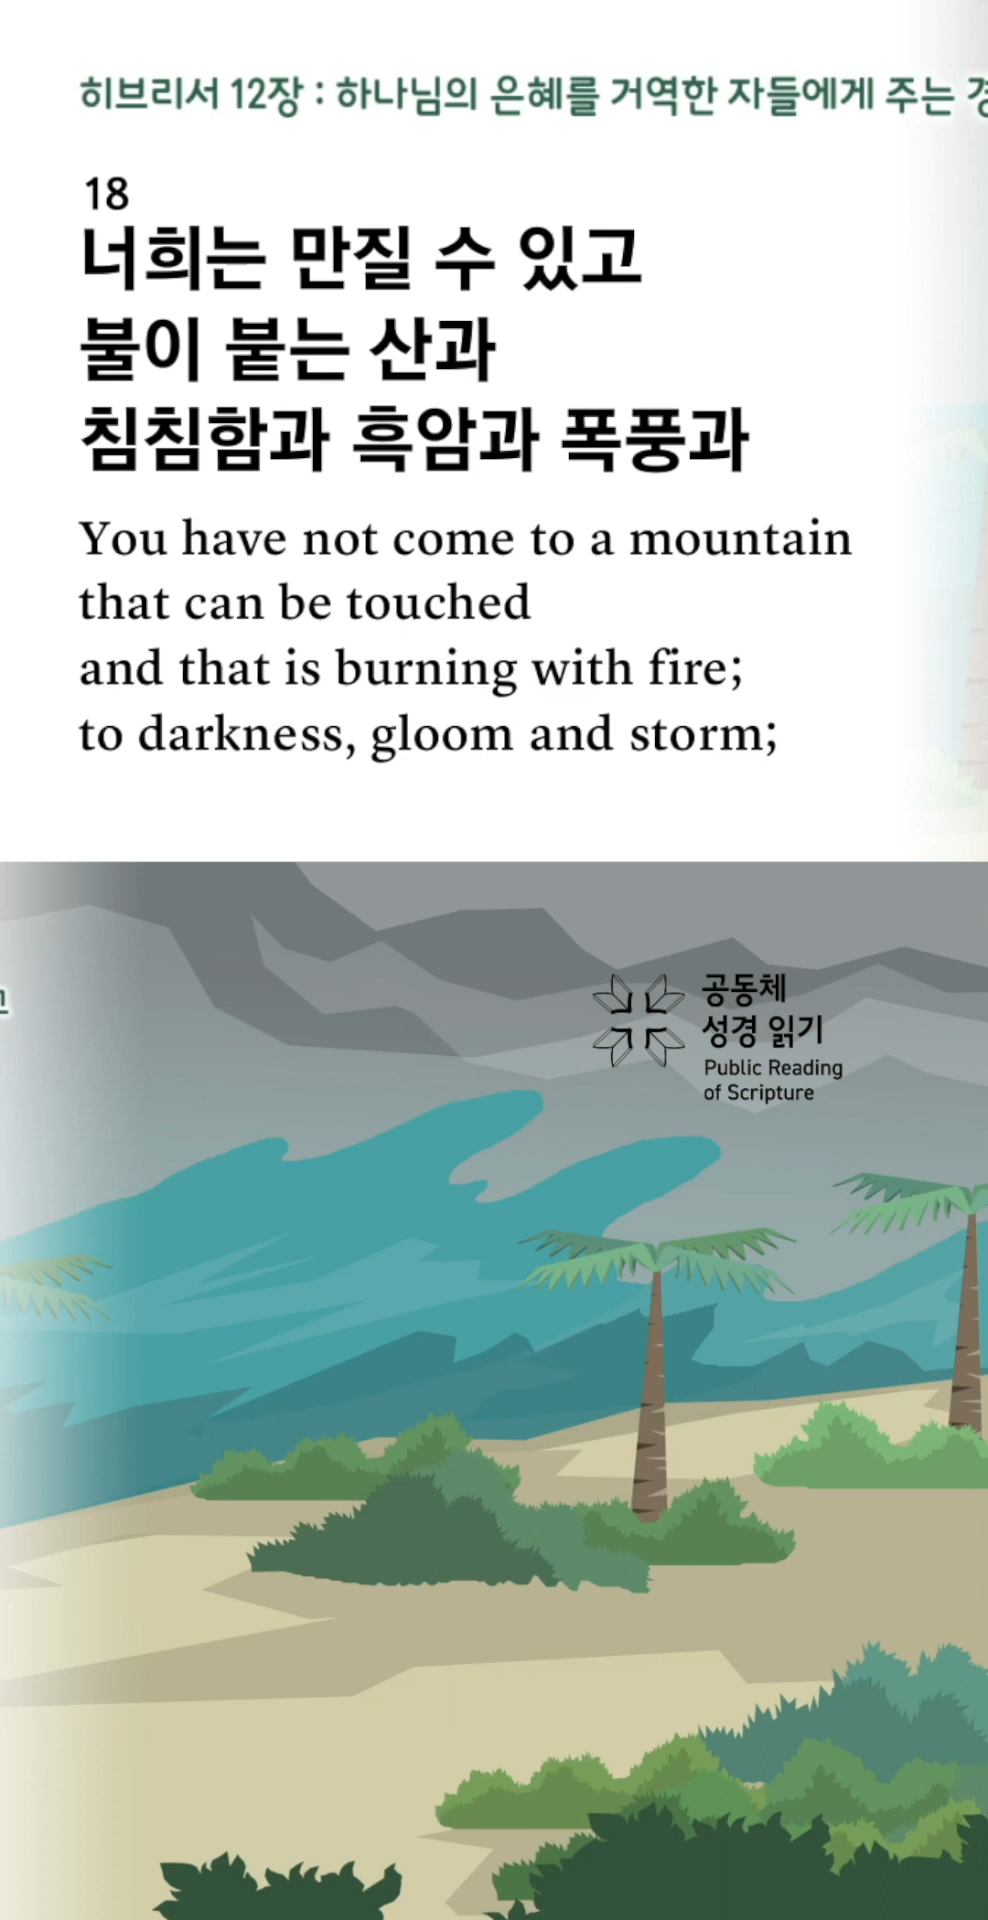 히브리서 12장 : 하나님의 은혜를 거역한 자들에게 주는
18
너희는 만질 수 있고
불이 붙는 산과
침침함과 흑암과 폭풍과
You have not come to a mountain
that can be touched
and that is burning with fire;
to darkness, gloom and storm;
공동체
성경 읽기
Public Reading
of Scripture